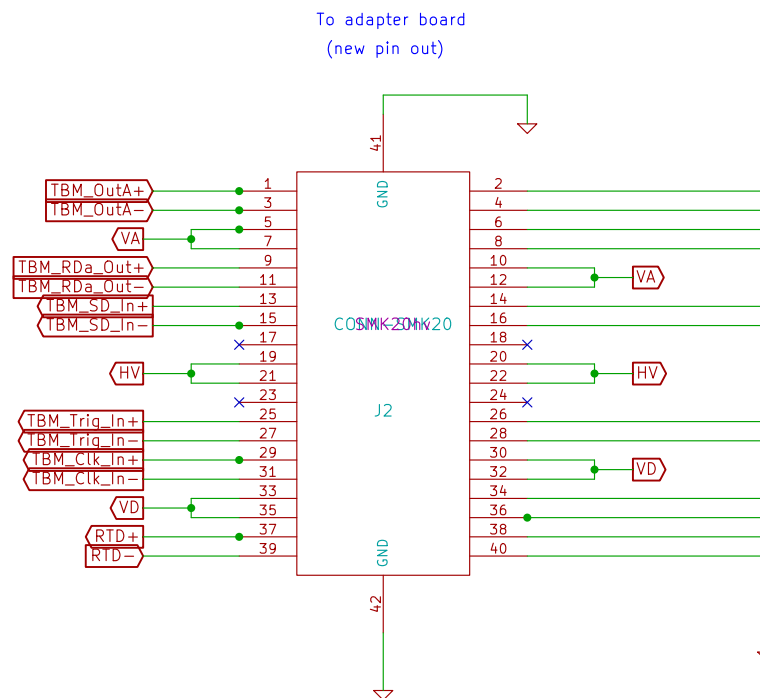 To adapter board
(new pin out)
41
GND
TBM_OutA+ 1 2
TBM_OutA- 3 4
5 6
VA
7 8
TBM_RDa_Out+ 9 10
VA
TBM_RDa_Out- 11 12
TBM_SD_In+ 13 14
TBM_SD_In- 15 16
17 18
19 20
HV HV
21 22
23 24
J2
TBM_Trig_In+ 25 26
TBM_Trig_In- 27 28
TBM_Clk_In+ 29 30
VD
TBM_Clk_In- 31 32
33 34
VD
35 36
RTD+ 37 38
RTD- 39 40
GND
42